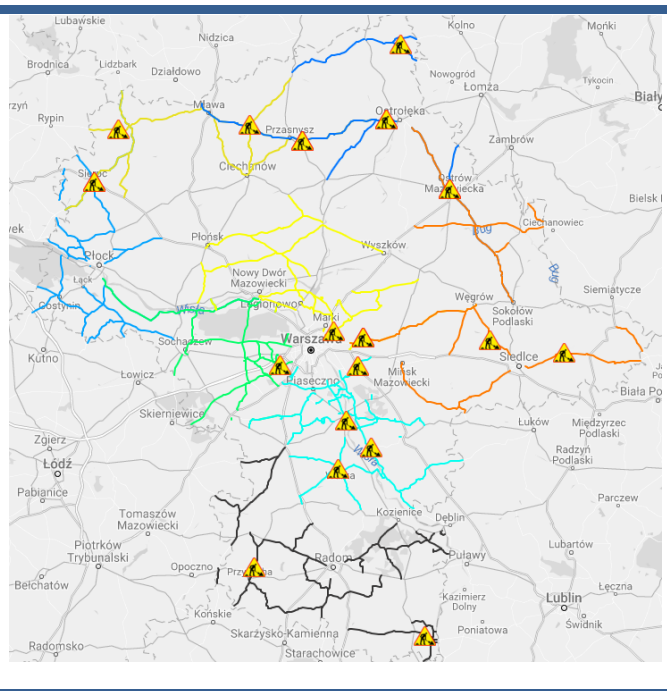 Lubawskie
Kolno
Mońki
Nidzica
Brodnica
Lidzbark
Działdowo
Nowogród
Tykocin
Łomża
Biały
Rypin
Mława
Ostrołęka
Przasnysz
Zambrów
Sierpc
Ciechanów
Ostrów
Mazowiecka
Bielsk
Ciechanowiec
Płońsk
Wyszków
Bug
Płock
Łąck
Nowy Dwór
Mazowiecki
Bug
Siemiatycze
Legionowo
Węgrów
Gostynin
Wisła
Marki
Sokołów
Podlaski
Sochaczew
Warszawa
Siedlce
Kutno
Łowicz
Piaseczno
Mińsk
Mazowiecki
Biała Po
Skierniewice
Łuków
Międzyrzec
Podlaski
Zgierz
Radzyń
Podlaski
Łódź
Wisła
Pabianice
Parczew
Tomaszów
Mazowiecki
Kozienice
Dęblin
Piotrków
Trybunalski
Lubartów
Radom
Puławy
Opoczno
Bełchatów
Łęczna
Kazimierz
Dolny
Lublin
Końskie
Świdnik
Skarżysko-Kamienna
Poniatowa
Radomsko
Starachowice